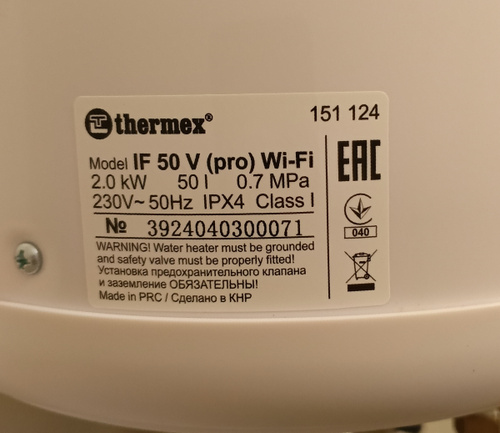 thermex®
151 124
Model IF 50 V (pro) Wi-Fi
2.0 kW 50 l 0.7 MPa
230V~ 50Hz IPX4 Class I
№ 3924040300071
WARNING! Water heater must be grounded
and safety valve must be properly fitted!
Установка предохранительного клапана
и заземление ОБЯЗАТЕЛЬНЫ!
Made in PRC / Сделано в КНР
EAC
040